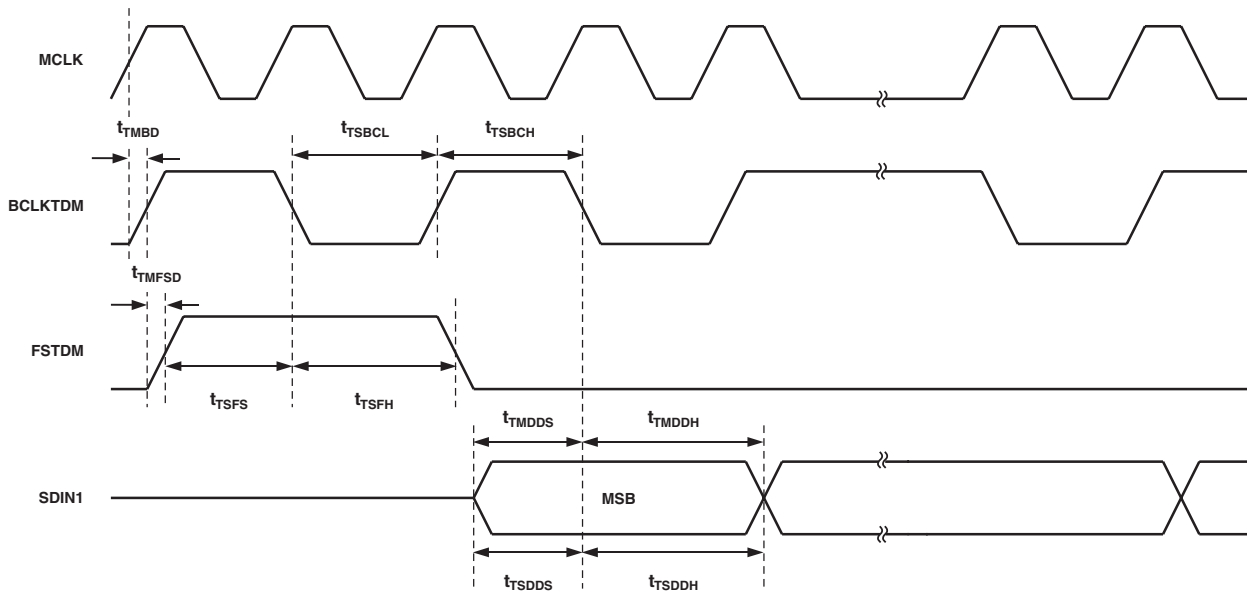 MCLK
tTMBD
tTSBCL
tTSBCH
BCLKTDM
tTMFSD
FSTDM
tTSFS
tTSFH
tTMDDS
tTMDDH
SDIN1
MSB
tTSDDS
tTSDDH